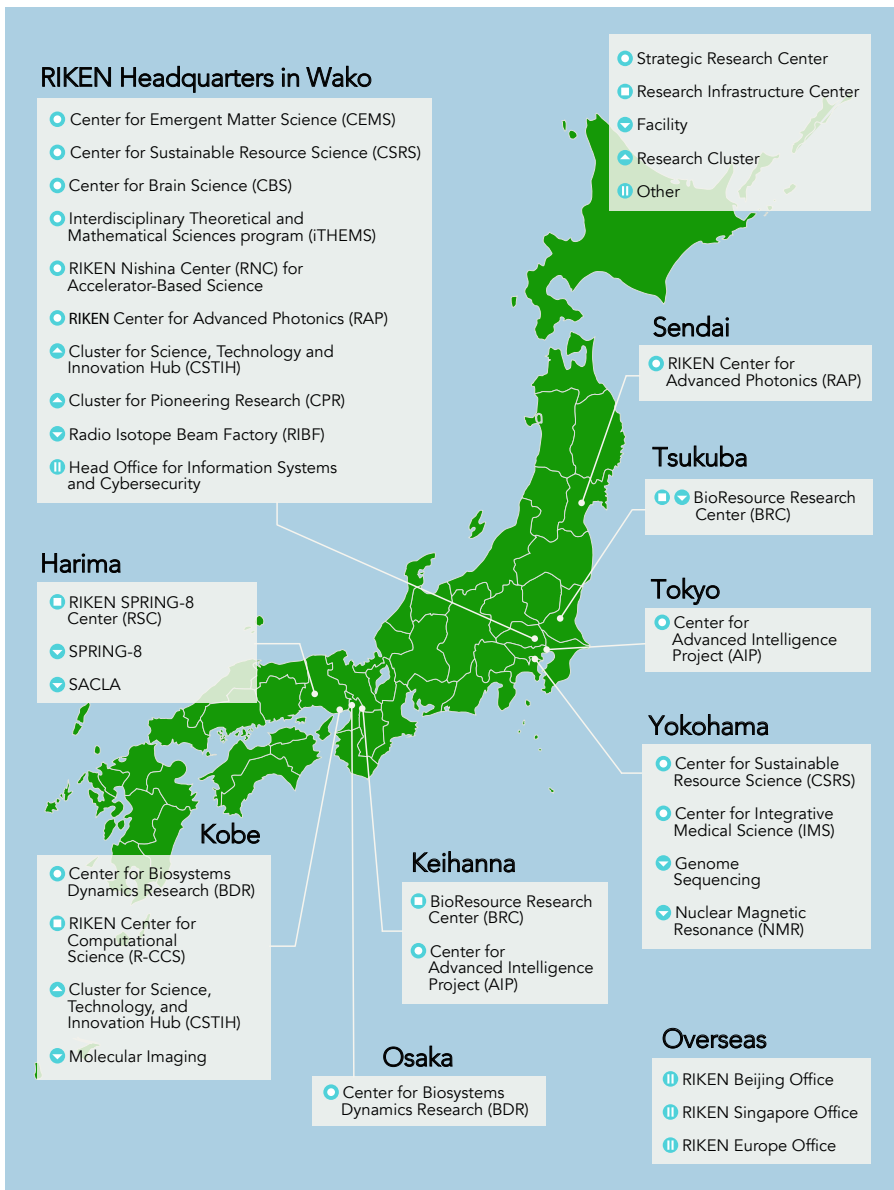 RIKEN Headquarters in Wako
Center for Emergent Matter Science (CEMS)
Center for Sustainable Resource Science (CSRS)
Center for Brain Science (CBS)
Interdisciplinary Theoretical and
Mathematical Sciences program (iTHEMS)
RIKEN Nishina Center (RNC) for
Accelerator-Based Science
RIKEN Center for Advanced Photonics (RAP)
Cluster for Science, Technology and
Innovation Hub (CSTIH)
Cluster for Pioneering Research (CPR)
Radio Isotope Beam Factory (RIBF)
Head Office for Information Systems
and Cybersecurity
Strategic Research Center
Research Infrastructure Center
Facility
Research Cluster
Other
Sendai
RIKEN Center for
Advanced Photonics (RAP)
Tsukuba
BioResource Research
Center (BRC)
Harima
RIKEN SPRING-8
Center (RSC)
SPRING-8
SACLA
Tokyo
Center for
Advanced Intelligence
Project (AIP)
Yokohama
Center for Sustainable
Resource Science (CSRS)
Center for Integrative
Medical Science (IMS)
Genome
Sequencing
Nuclear Magnetic
Resonance (NMR)
Kobe
Center for Biosystems
Dynamics Research (BDR)
RIKEN Center for
Computational
Science (R-CCS)
Cluster for Science,
Technology, and
Innovation Hub (CSTIH)
Molecular Imaging
Keihanna
BioResource Research
Center (BRC)
Center for
Advanced Intelligence
Project (AIP)
Osaka
Center for Biosystems
Dynamics Research (BDR)
Overseas
RIKEN Beijing Office
RIKEN Singapore Office
RIKEN Europe Office